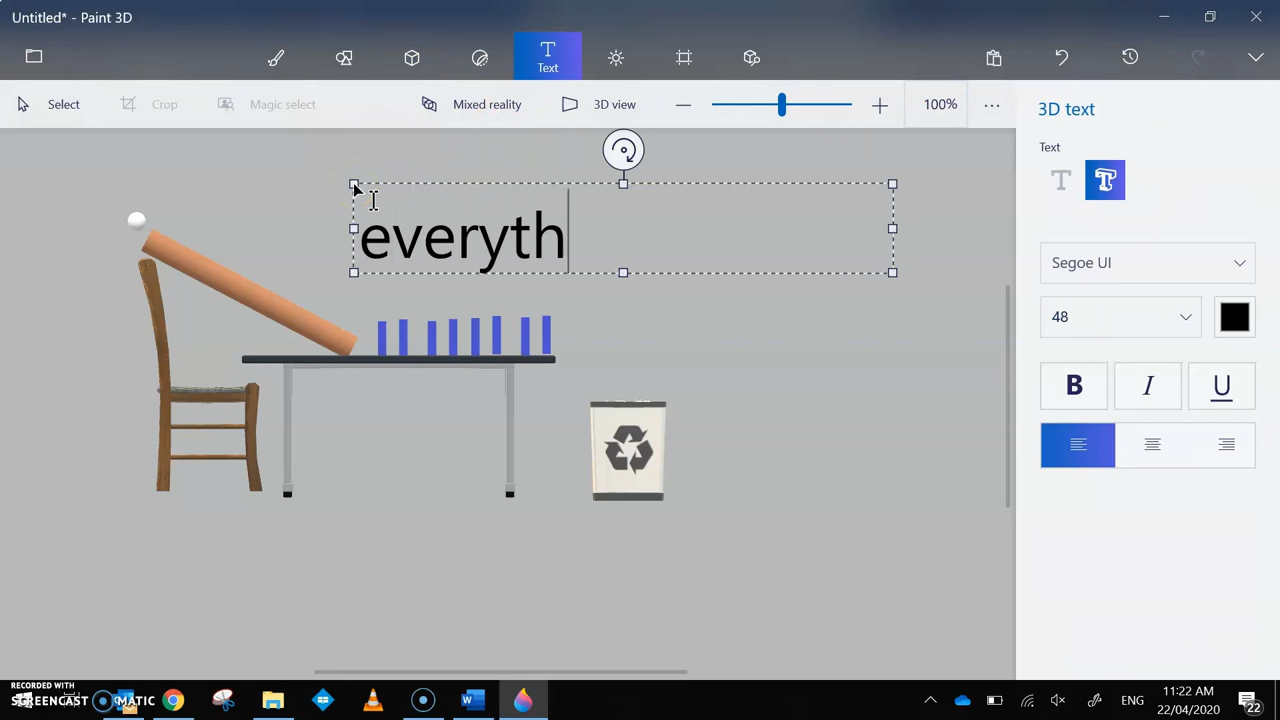 Untitled* - Paint 3D
Text
Select
Crop
Magic select
Mixed reality
3D view
100%
3D text
Text
everyth
Segoe UI
48
B I U
RECORDED WITH
SCREENCAST MATIC
ENG
11:22 AM
22/04/2020
22